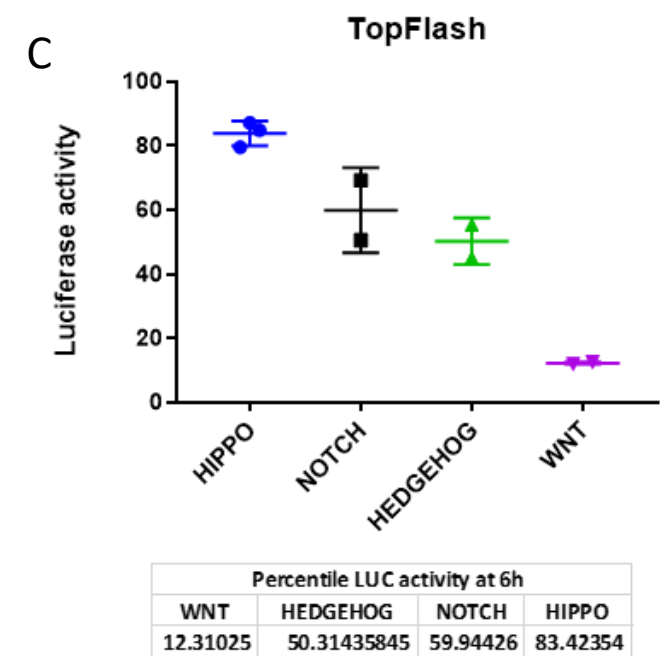 C
TopFlash
Luciferase activity
100
80
60
40
20
0
HIPPO
NOTCH
HEDGEHOG
WNT
Percentile LUC activity at 6h
WNT HEDGEHOG NOTCH HIPPO
12.31025 50.31435845 59.94426 83.42354